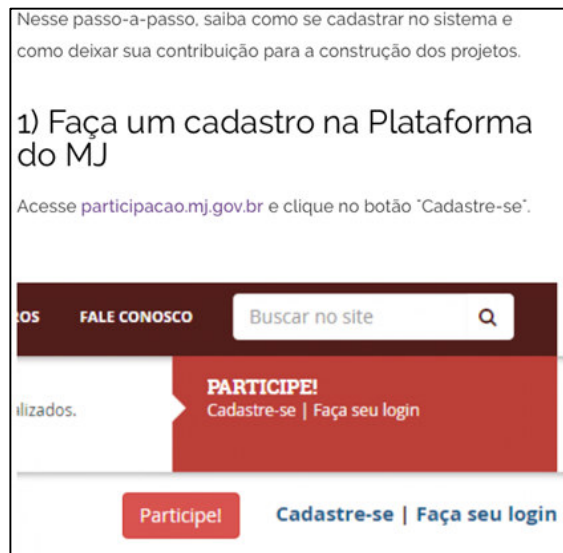 Nesse passo-a-passo, saiba como se cadastrar no sistema e
como deixar sua contribuição para a construção dos projetos.
1) Faça um cadastro na Plataforma
do MJ
Acesse participacao.mj.gov.br e clique no botão "Cadastre-se".
ROS FALE CONOSCO Buscar no site
PARTICIPE!
alizados. Cadastre-se | Faça seu login
Participe! Cadastre-se | Faça seu login